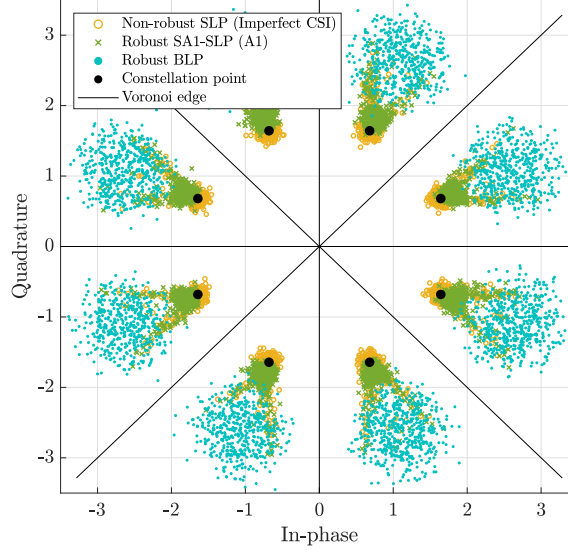 Non-robust SLP (Imperfect CSI)
Robust SA1-SLP (A1)
Robust BLP
Constellation point
Voronoi edge
3
2
1
0
-1
-2
-3
Quadrature
-3 -2 -1 0 1 2 3
In-phase